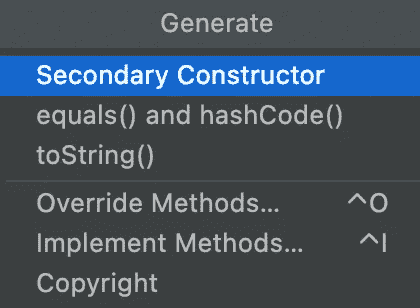 Generate
Secondary Constructor
equals() and hashCode()
toString()
Override Methods... ^O
Implement Methods... ^I
Copyright